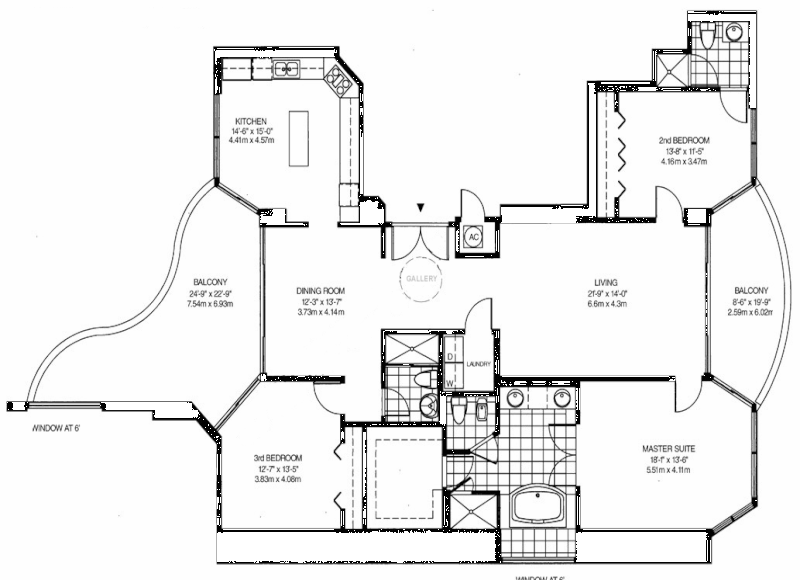 KITCHEN
14'-6" x 15'-0"
4.41m x 4.57m
2nd BEDROOM
13'-8" x 11'-5"
4.16m x 3.47m
AC
GALLERY
BALCONY
24'-9" x 22'-9"
7.54m x 6.93m
DINING ROOM
12'-3" x 13'-7"
3.73m x 4.14m
LIVING
21'-9" x 14'-0"
6.6m x 4.3m
BALCONY
8'-6" x 19'-9"
2.59m x 6.02m
D
LAUNDRY
W
WINDOW AT 6'
3rd BEDROOM
12'-7" x 13'-5"
3.83m x 4.08m
MASTER SUITE
18'-1" x 13'-6"
5.51m x 4.11m
WINDOW AT 6'